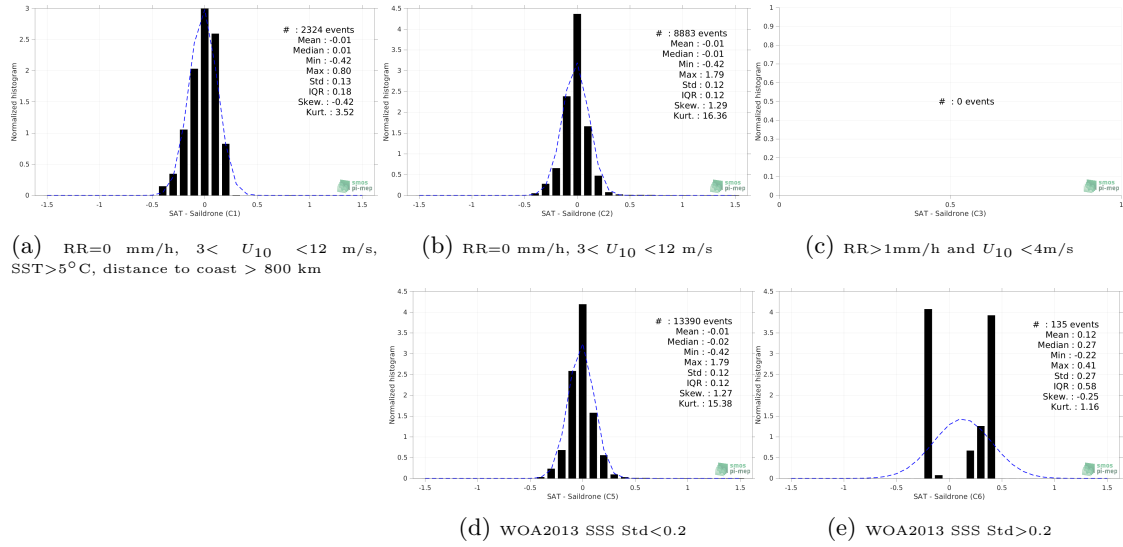 3
2.5
2
1.5
1
0.5
0
Normalized histogram
# : 2324 events
Mean : -0.01
Median : 0.01
Min : -0.42
Max : 0.80
Std : 0.13
IQR : 0.18
Skew. : -0.42
Kurt. : 3.52
smos
pi-mep
-1.5 -1 -0.5 0 0.5 1 1.5
SAT - Saildrone (C1)
(a) RR=0 mm/h, 3< U10 <12 m/s,
SST>5°C, distance to coast > 800 km
4.5
4
3.5
3
2.5
2
1.5
1
0.5
0
Normalized histogram
# : 8883 events
Mean : -0.01
Median : -0.01
Min : -0.42
Max : 1.79
Std : 0.12
IQR : 0.12
Skew. : 1.29
Kurt. : 16.36
smos
pi-mep
-1.5 -1 -0.5 0 0.5 1 1.5
SAT - Saildrone (C2)
(b) RR=0 mm/h, 3< U10 <12 m/s
1
0.9
0.8
0.7
0.6
0.5
0.4
0.3
0.2
0.1
0
Normalized histogram
# : 0 events
smos
pi-mep
0 0.5 1
SAT - Saildrone (C3)
(c) RR>1mm/h and U10 <4m/s
4.5
4
3.5
3
2.5
2
1.5
1
0.5
0
Normalized histogram
# : 13390 events
Mean : -0.01
Median : -0.02
Min : -0.42
Max : 1.79
Std : 0.12
IQR : 0.12
Skew. : 1.27
Kurt. : 15.38
smos
pi-mep
-1.5 -1 -0.5 0 0.5 1 1.5
SAT - Saildrone (C5)
(d) WOA2013 SSS Std<0.2
4.5
4
3.5
3
2.5
2
1.5
1
0.5
0
Normalized histogram
# : 135 events
Mean : 0.12
Median : 0.27
Min : -0.22
Max : 0.41
Std : 0.27
IQR : 0.58
Skew. : -0.25
Kurt. : 1.16
smos
pi-mep
-1.5 -1 -0.5 0 0.5 1 1.5
SAT - Saildrone (C6)
(e) WOA2013 SSS Std>0.2